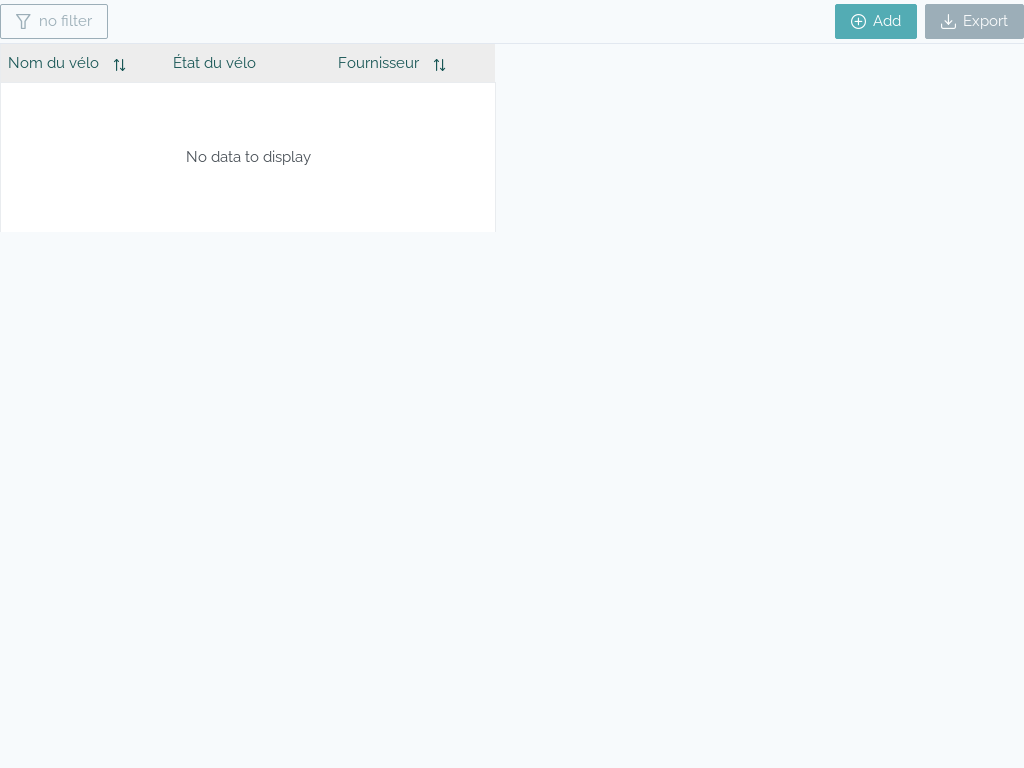 no filter
Add
Export
Nom du vélo
État du vélo
Fournisseur
No data to display